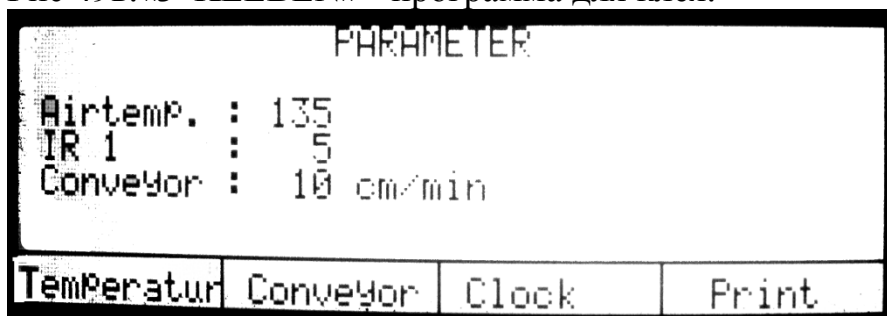 PARAMETER
Airtemp. : 135
IR 1 : 5
Conveyor : 10 cm/min
Temperatur Conveyor Clock Print